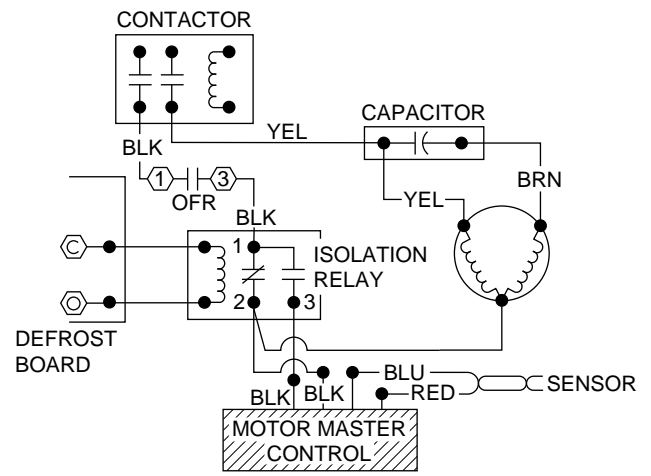 CONTACTOR
CAPACITOR
YEL
BLK
BRN
1
3
YEL
OFR
BLK
C
1
ISOLATION
RELAY
O
2
3
DEFROST
BOARD
BLU
SENSOR
BLK
BLK
RED
MOTOR MASTER
CONTROL